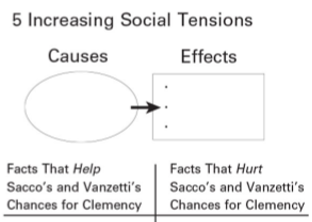 5 Increasing Social Tensions
Causes
Effects
Facts That Help
Sacco's and Vanzetti's
Chances for Clemency
Facts That Hurt
Sacco's and Vanzetti's
Chances for Clemency